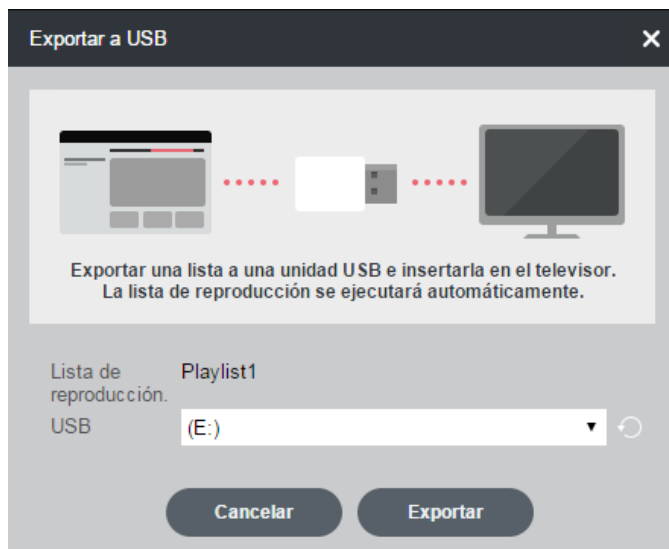 Exportar a USB
Exportar una lista a una unidad USB e insertarla en el televisor.
La lista de reproducción se ejecutará automáticamente.
Lista de
reproducción.
Playlist1
USB
(E:)
Cancelar
Exportar